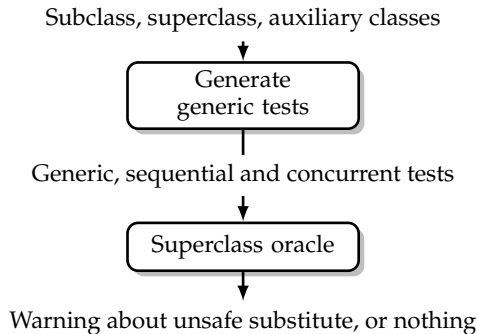 Subclass, superclass, auxiliary classes
Generate
generic tests
Generic, sequential and concurrent tests
Superclass oracle
Warning about unsafe substitute, or nothing